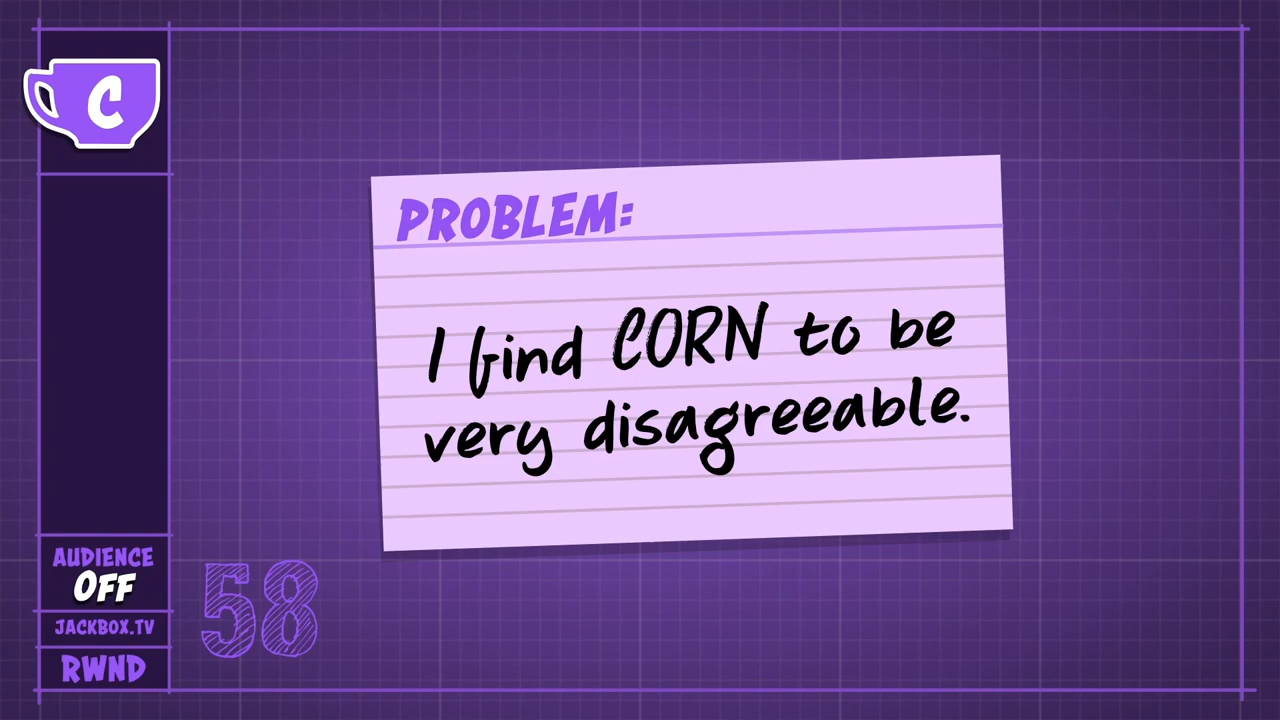 C
PROBLEM:
I find CORN to be
very disagreeable.
AUDIENCE
OFF
JACKBOX.TV
RWND
58